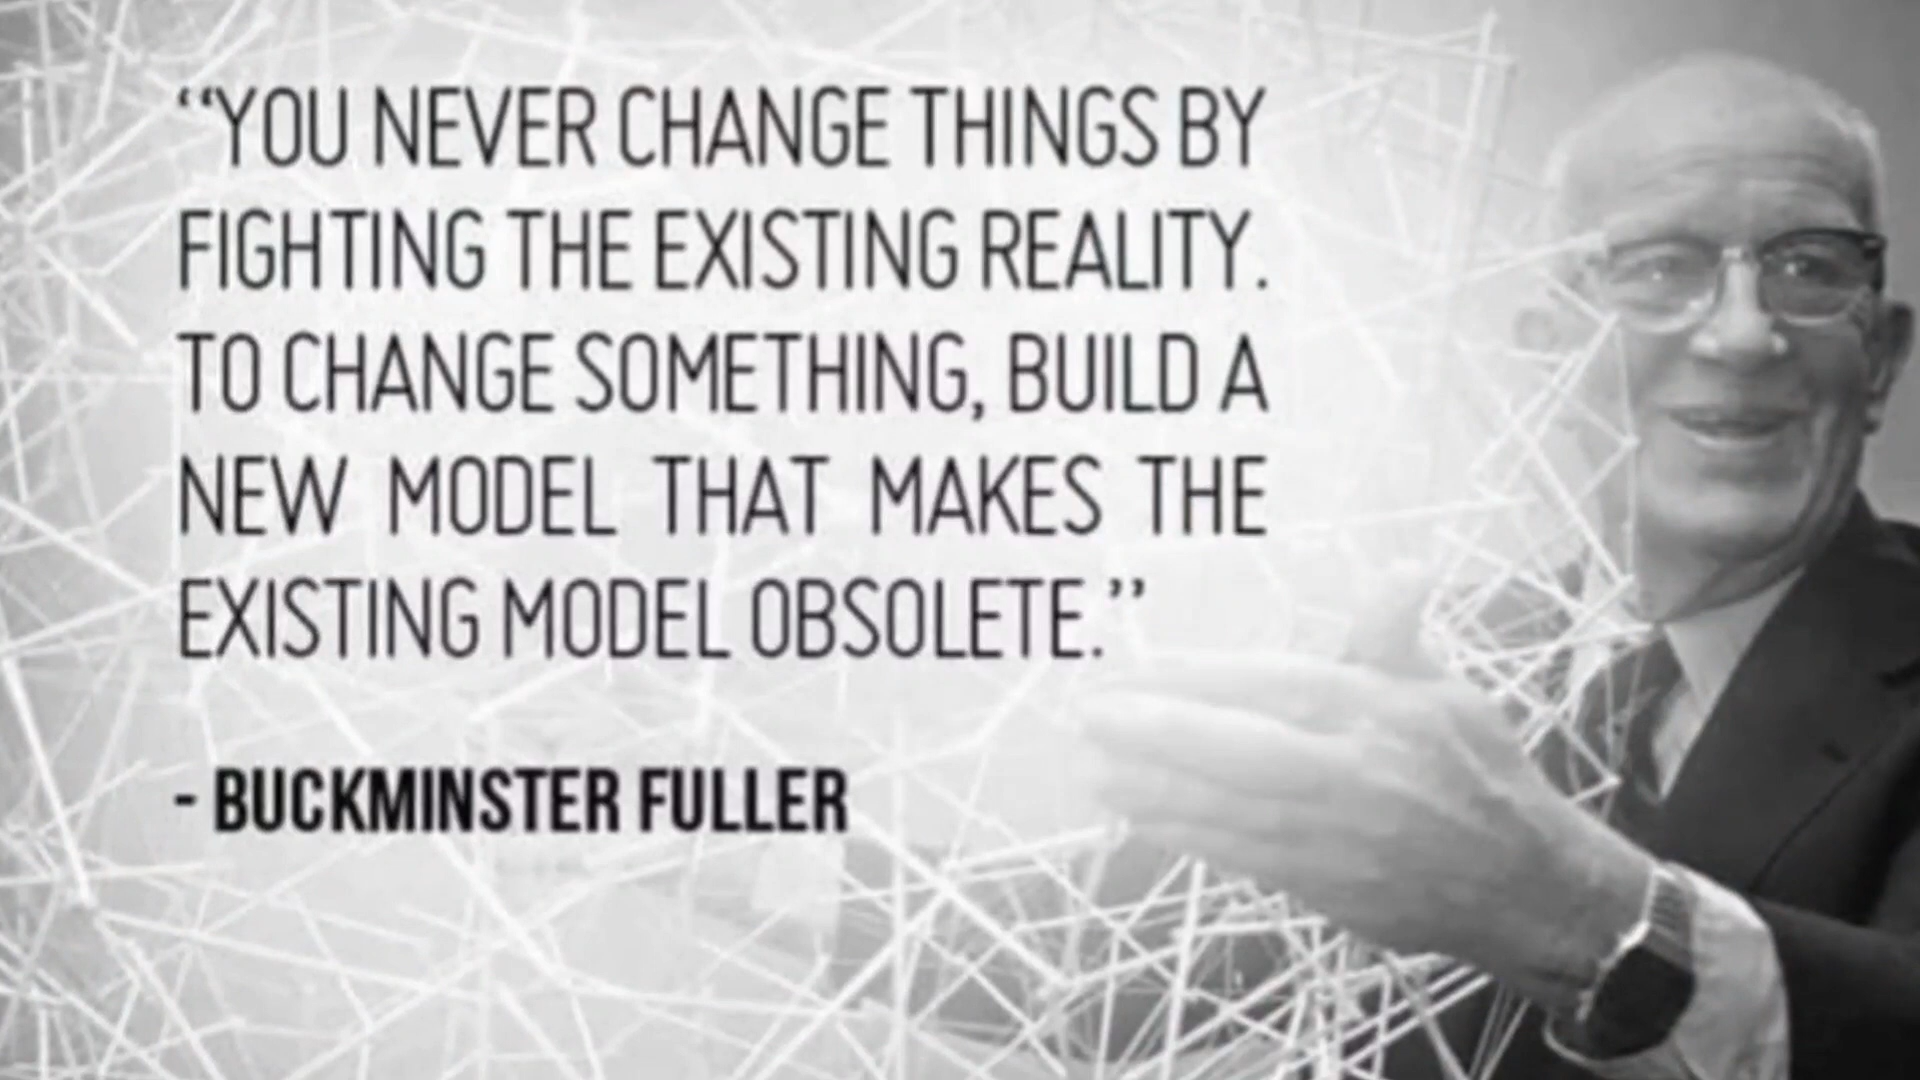 “YOU NEVER CHANGE THINGS BY
FIGHTING THE EXISTING REALITY.
TO CHANGE SOMETHING, BUILD A
NEW MODEL THAT MAKES THE
EXISTING MODEL OBSOLETE.”
- BUCKMINSTER FULLER